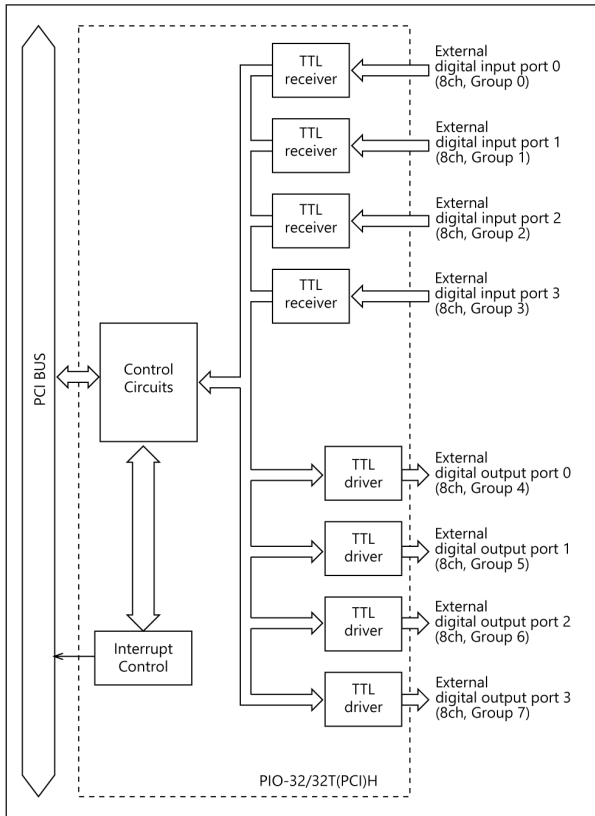 TTL
receiver
External
digital input port 0
(8ch, Group 0)
TTL
receiver
External
digital input port 1
(8ch, Group 1)
TTL
receiver
External
digital input port 2
(8ch, Group 2)
TTL
receiver
External
digital input port 3
(8ch, Group 3)
PCI BUS
Control
Circuits
TTL
driver
External
digital output port 0
(8ch, Group 4)
TTL
driver
External
digital output port 1
(8ch, Group 5)
TTL
driver
External
digital output port 2
(8ch, Group 6)
Interrupt
Control
TTL
driver
External
digital output port 3
(8ch, Group 7)
PIO-32/32T(PCI)H